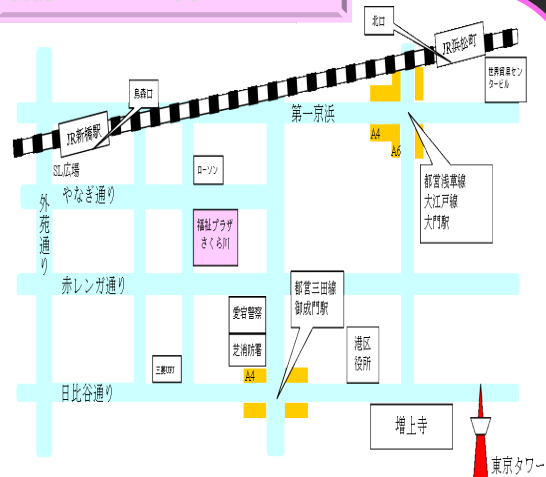 北口
JR浜松町
世界貿易セン
タービル
烏森口
JR新橋駅
第一京浜
A4
A6
SL広場
ローソン
やなぎ通り
都営浅草線
大江戸線
大門駅
外苑通り
福祉プラザ
さくら川
赤レンガ通り
都営三田線
御成門駅
愛宕警察
芝消防署
港区
役所
A4
日比谷通り
増上寺
東京タワー